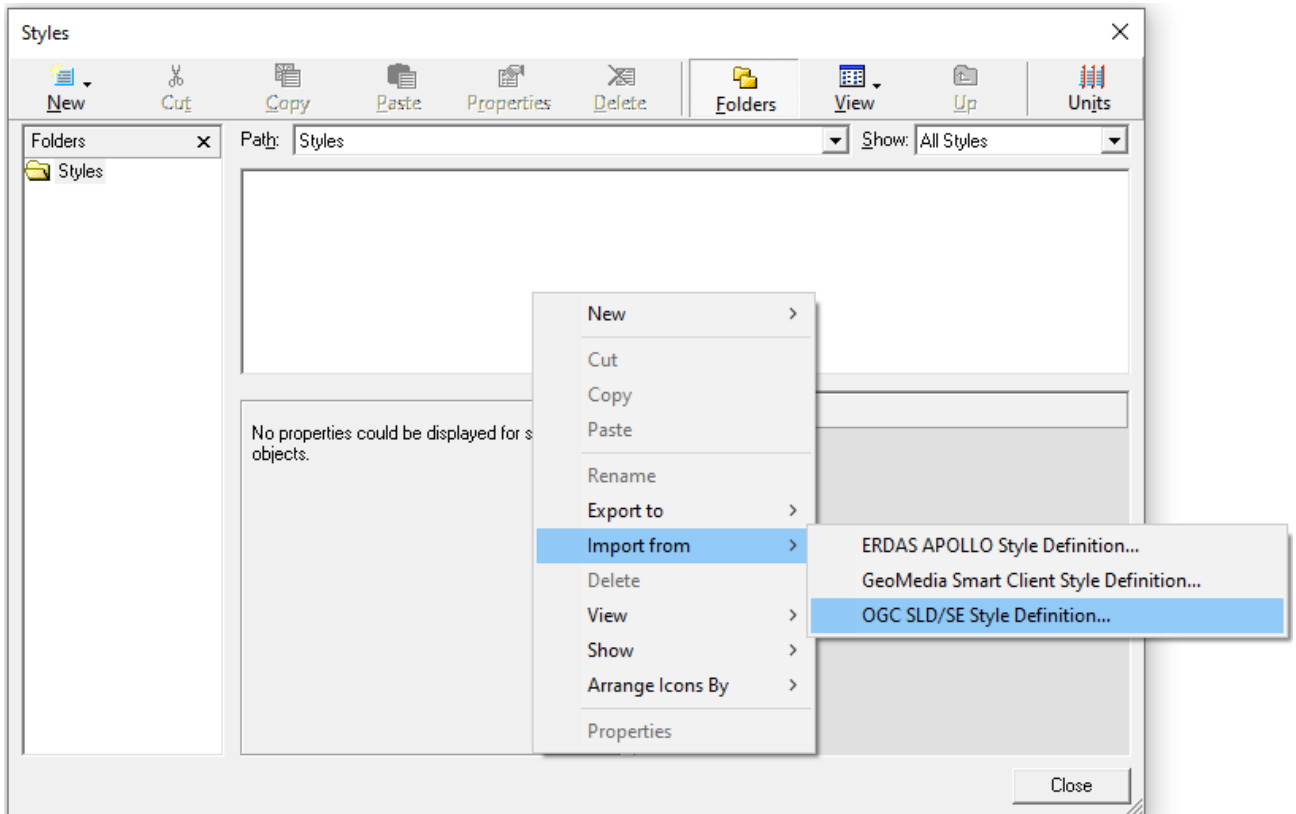 Styles
New Cut Copy Paste Properties Delete Folders View Up Units
Folders x Path: Styles Show: All Styles
Styles
New
Cut
Copy
No properties could be displayed for s Paste
objects.
Rename
Export to
Import from ERDAS APOLLO Style Definition...
Delete GeoMedia Smart Client Style Definition...
View OGC SLD/SE Style Definition...
Show
Arrange Icons By
Properties
Close